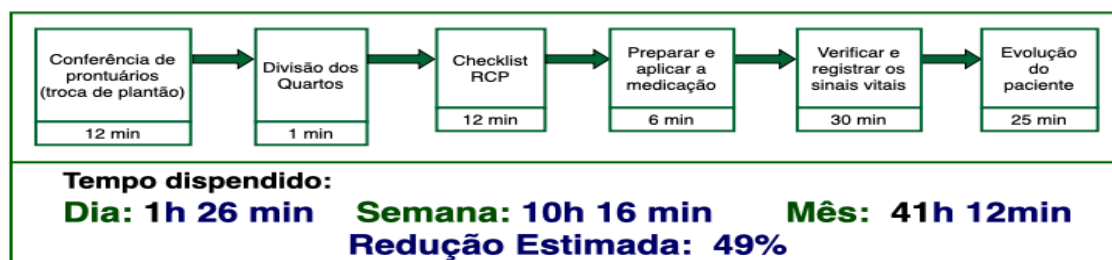 Conferência de
prontuários
(troca de plantão)
12 min
Divisão dos
Quartos
1 min
Checklist
RCP
12 min
Preparar e
aplicar a
medicação
6 min
Verificar e
registrar os
sinais vitais
30 min
Evolução
do
paciente
25 min
Tempo dispendido:
Dia: 1h 26 min Semana: 10h 16 min Mês: 41h 12min
Redução Estimada: 49%